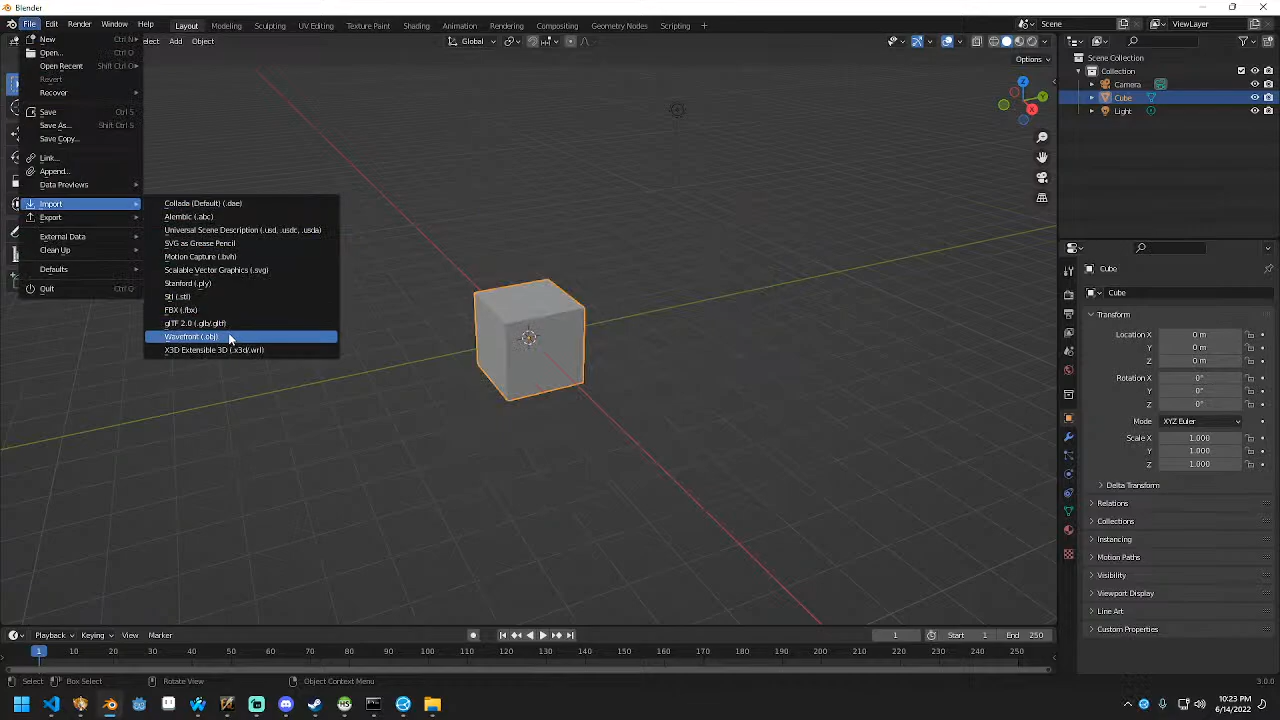 Blender
File Edit Render Window Help Layout Modeling Sculpting UV Editing Texture Paint Shading Animation Rendering Compositing Geometry Nodes Scripting + Scene ViewLayer
New Ctrl N
Open... Ctrl O
Open Recent Shift Ctrl O
Revert
Recover
Save Ctrl S
Save As... Shift Ctrl S
Save Copy...
Link...
Append...
Data Previews
Import
Export
External Data
Clean Up
Defaults
Quit Ctrl Q
Collada (Default) (.dae)
Alembic (.abc)
Universal Scene Description (.usd, .usdc, .usda)
SVG as Grease Pencil
Motion Capture (.bvh)
Scalable Vector Graphics (.svg)
Stanford (.ply)
Stl (.stl)
FBX (.fbx)
glTF 2.0 (.glb/.gltf)
Wavefront (.obj)
X3D Extensible 3D (.x3d/.wrl)
Add Object Global
Options
Z
Y
X
Scene Collection
Collection
Camera
Cube
Light
Cube
Cube
Transform
Location X 0 m
Y 0 m
Z 0 m
Rotation X 0°
Y 0°
Z 0°
Mode XYZ Euler
Scale X 1.000
Y 1.000
Z 1.000
Delta Transform
Relations
Collections
Instancing
Motion Paths
Visibility
Viewport Display
Line Art
Custom Properties
Playback Keying View Marker 1 Start 1 End 250
1 10 20 30 40 50 60 70 80 90 100 110 120 130 140 150 160 170 180 190 200 210 220 230 240 250
Select Box Select Rotate View Object Context Menu 3.0.0
HS
10:23 PM
6/14/2022